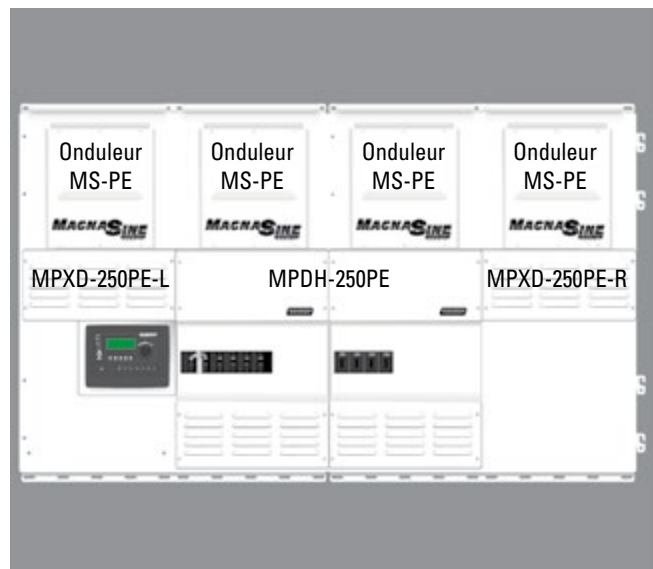 Onduleur
MS-PE
Onduleur
MS-PE
Onduleur
MS-PE
Onduleur
MS-PE
MAGNASINE
MAGNASINE
MAGNASINE
MAGNASINE
MPXD-250PE-L
MPDH-250PE
MPXD-250PE-R